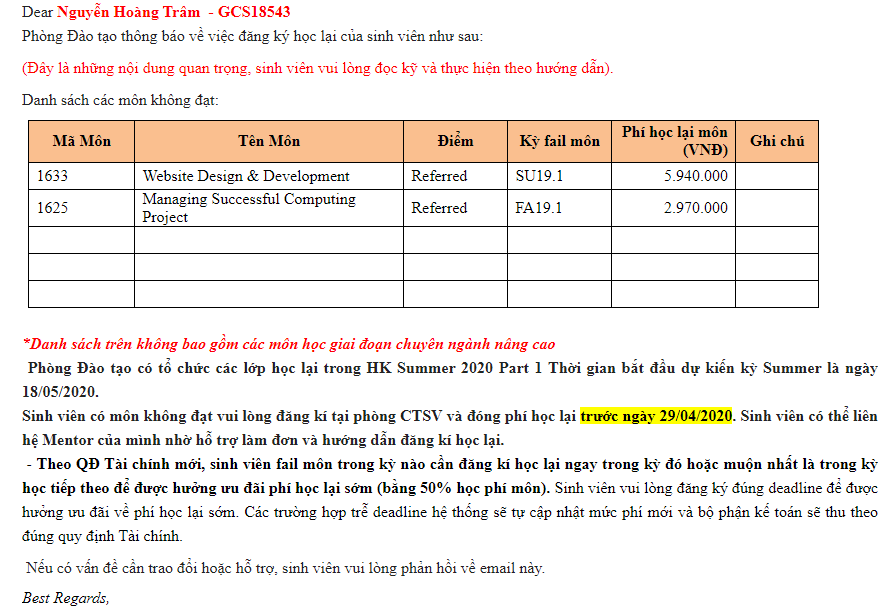 Dear Nguyễn Hoàng Trâm - GCS18543
Phòng Đào tạo thông báo về việc đăng ký học lại của sinh viên như sau:
(Đây là những nội dung quan trọng, sinh viên vui lòng đọc kỹ và thực hiện theo hướng dẫn).
Danh sách các môn không đạt:
Mã Môn Tên Môn Điểm Kỳ fail môn Phí học lại môn (VNĐ) Ghi chú
1633 Website Design & Development Referred SU19.1 5.940.000
1625 Managing Successful Computing Project Referred FA19.1 2.970.000
*Danh sách trên không bao gồm các môn học giai đoạn chuyên ngành nâng cao
Phòng Đào tạo có tổ chức các lớp học lại trong HK Summer 2020 Part 1 Thời gian bắt đầu dự kiến kỳ Summer là ngày
18/05/2020.
Sinh viên có môn không đạt vui lòng đăng kí tại phòng CTSV và đóng phí học lại trước ngày 29/04/2020. Sinh viên có thể liên
hệ Mentor của mình nhờ hỗ trợ làm đơn và hướng dẫn đăng kí học lại.
- Theo QĐ Tài chính mới, sinh viên fail môn trong kỳ nào cần đăng kí học lại ngay trong kỳ đó hoặc muộn nhất là trong kỳ
học tiếp theo để được hưởng ưu đãi phí học lại sớm (bằng 50% học phí môn). Sinh viên vui lòng đăng ký đúng deadline để được
hưởng ưu đãi về phí học lại sớm. Các trường hợp trễ deadline hệ thống sẽ tự cập nhật mức phí mới và bộ phận kế toán sẽ thu theo
đúng quy định Tài chính.
Nếu có vấn đề cần trao đổi hoặc hỗ trợ, sinh viên vui lòng phản hồi về email này.
Best Regards,